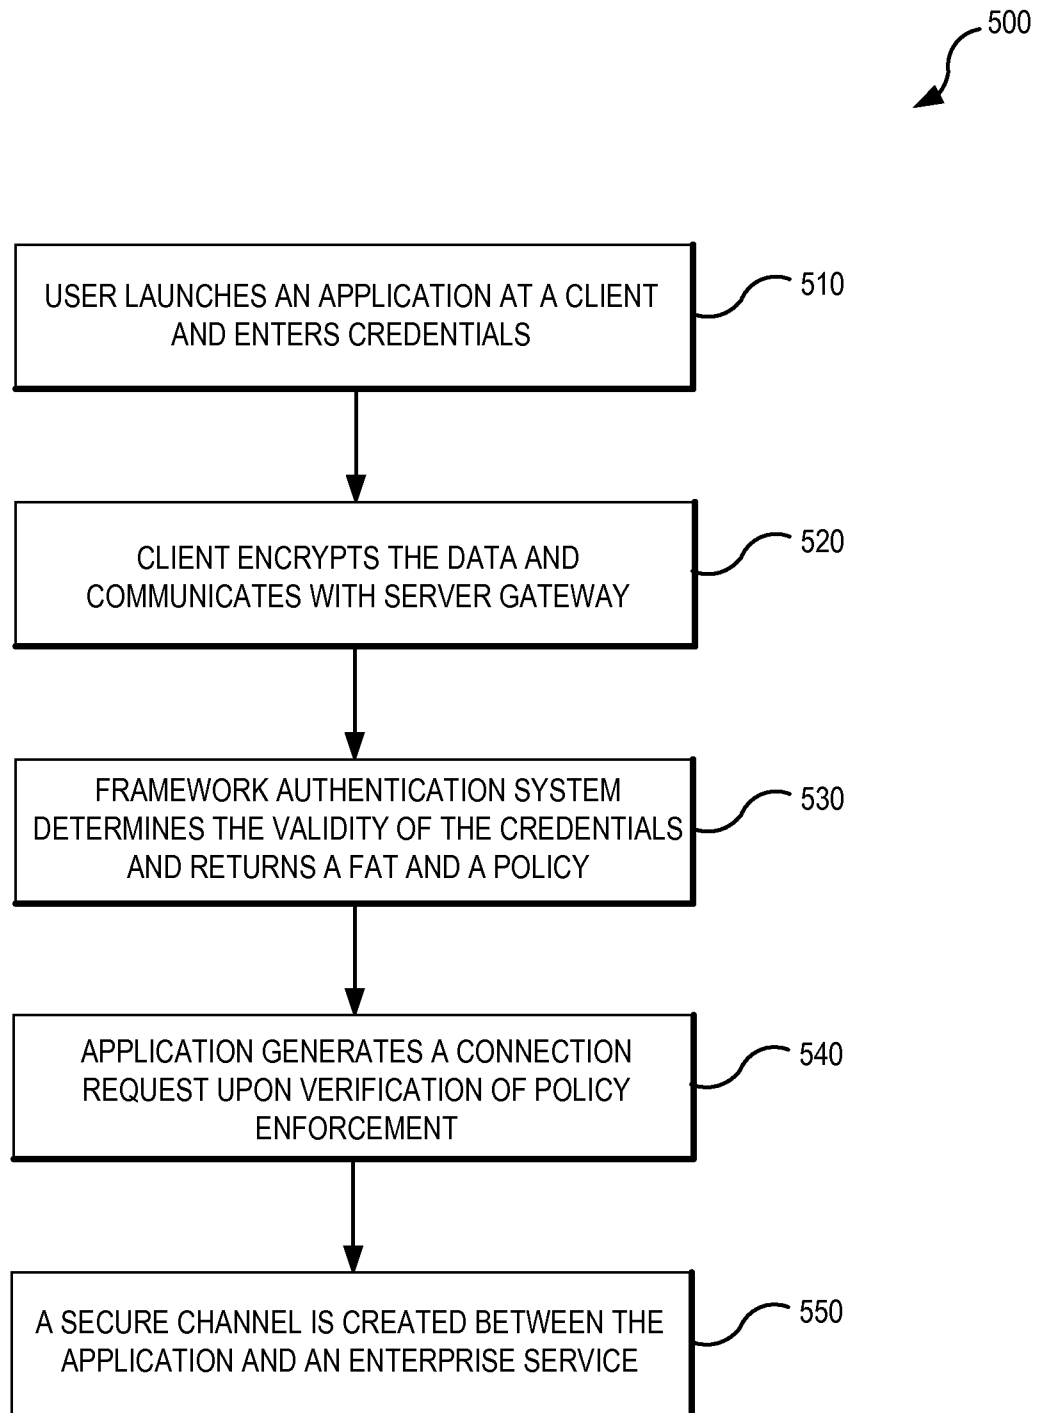 500
USER LAUNCHES AN APPLICATION AT A CLIENT
AND ENTERS CREDENTIALS
510
CLIENT ENCRYPTS THE DATA AND
COMMUNICATES WITH SERVER GATEWAY
520
FRAMEWORK AUTHENTICATION SYSTEM
DETERMINES THE VALIDITY OF THE CREDENTIALS
AND RETURNS A FAT AND A POLICY
530
APPLICATION GENERATES A CONNECTION
REQUEST UPON VERIFICATION OF POLICY
ENFORCEMENT
540
A SECURE CHANNEL IS CREATED BETWEEN THE
APPLICATION AND AN ENTERPRISE SERVICE
550